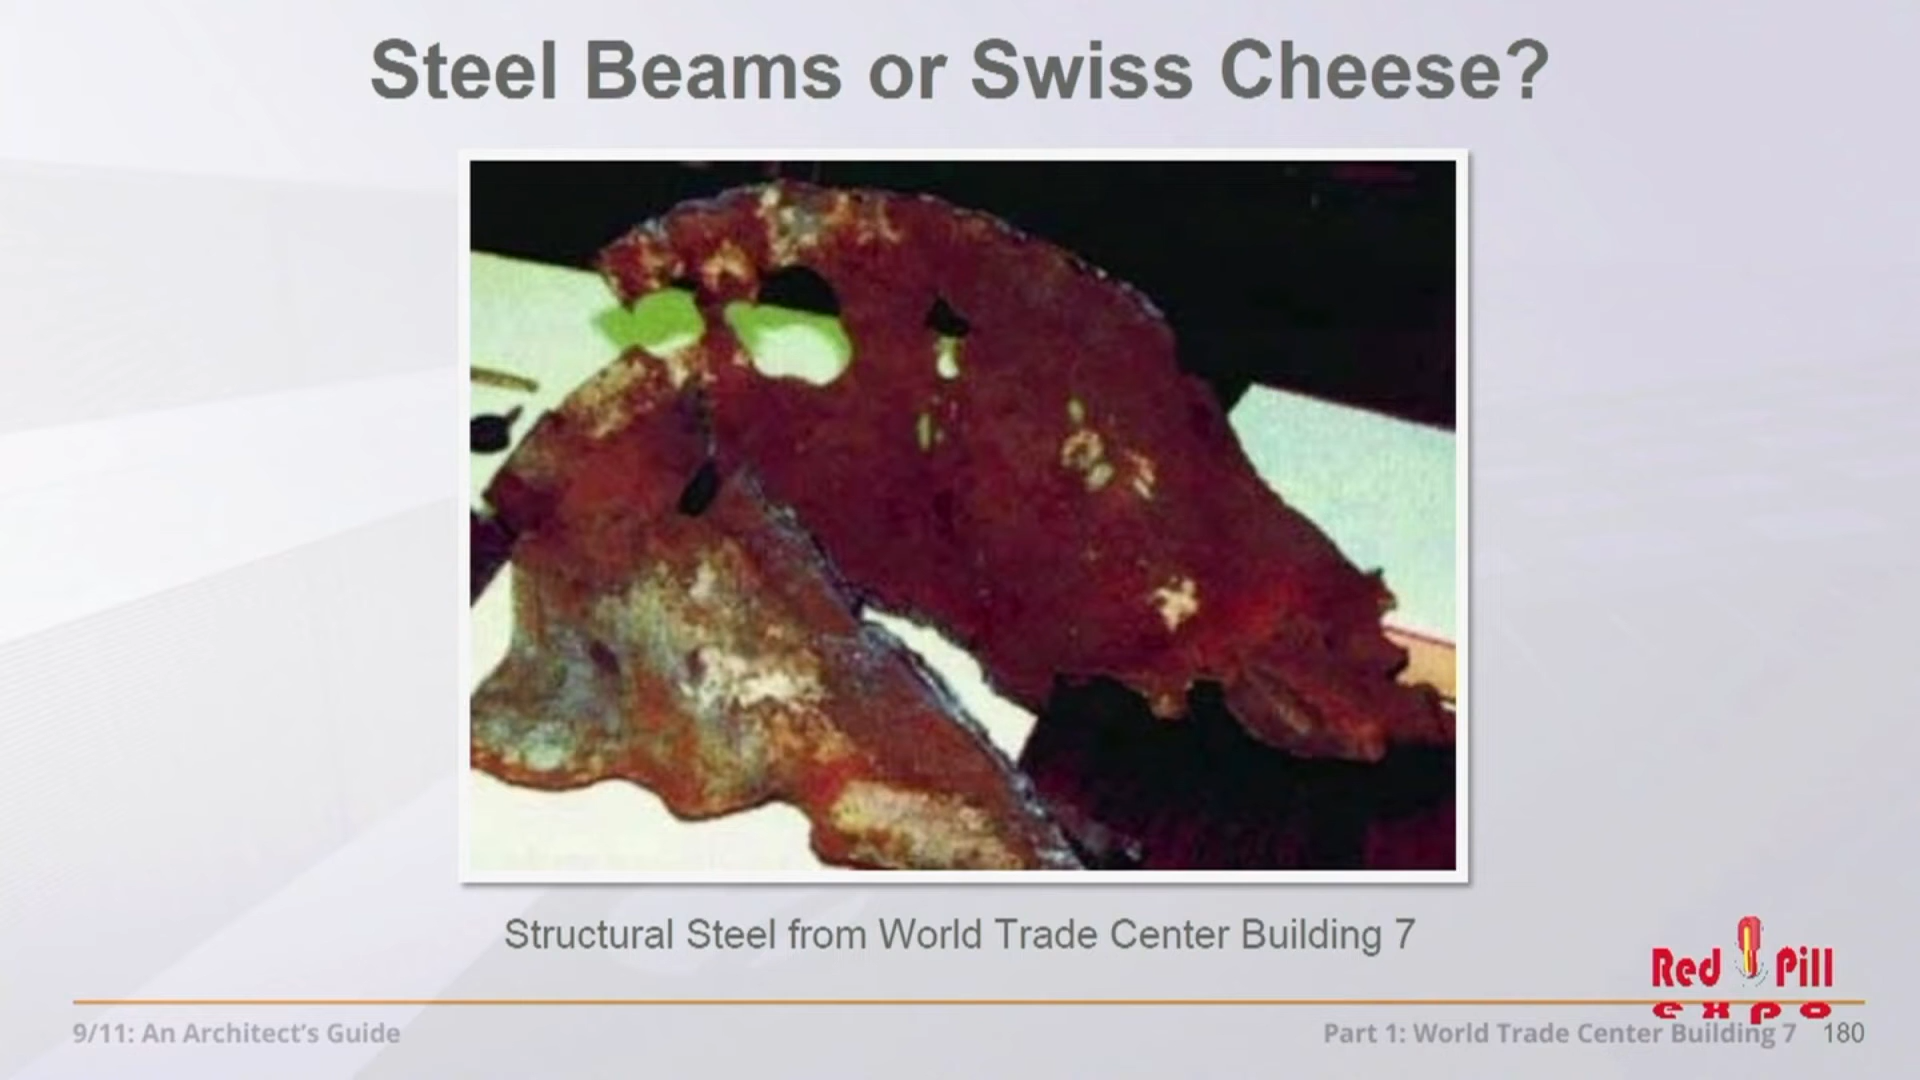 Steel Beams or Swiss Cheese?
Structural Steel from World Trade Center Building 7
Red Pill
expo
9/11: An Architect's Guide
Part 1: World Trade Center Building 7 180